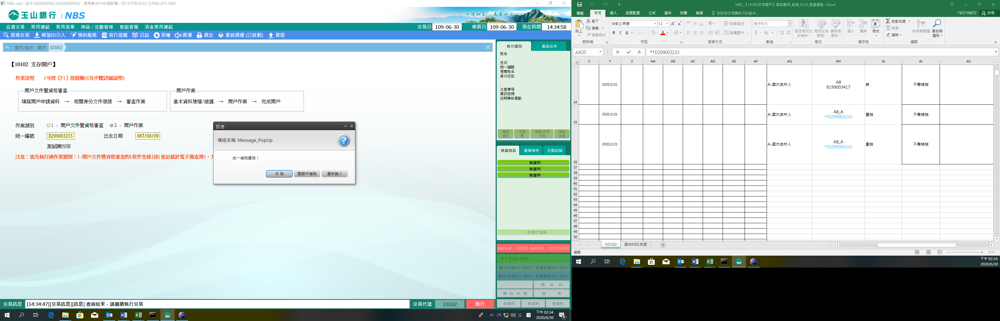 NBS-uat2 (版本:2020062902.b2020062902) 使用者:00144(測試櫃一戊) 分行別:9232 工作站:L9711A05
玉山銀行 | NBS
心清如玉。 義重如山。
自選交易 常用連結 常用表單 商品 / 活動管理 智能客服 消金常用連結
交易日 109-06-30 帳務日 109-06-30 現在時間 14:34:58
搜尋交易 帳號ID引入 預約服務 蒞行提醒 日誌 授權 廣播 鎖定 重啟週邊 (已啟動) 簽退
開戶/銷戶 開戶 10102
【10102 支存開戶】
作業流程 (可按 [F1] 按鈕顯示各步驟詳細說明)
開戶文件暨資格審查
填寫開戶申請資料 → 相關身份文件徵提 → 審查作業
開戶作業
基本資料建檔/維護 → 開戶作業 → 完成開戶
作業類別 1 - 開戶文件暨資格審查 2 - 開戶作業
統一編號 D299003233 出生日期 067/08/09
測試陳四卯
注意：需先執行過作業類別：1-開戶文件暨資格審查的[收件登錄]後(會記載於電子備查簿)，
訊息
模組名稱: Message_PopUp
統一編號重號！
本 號 查歸戶編號 重新輸入
身分識別 產品往來
姓名
生日
統一編號
理專姓名
身分註記
注意事項
簡訊密碼
近期事故異動
顧客資訊 手續費 通路/共同行銷 顧客影像
推薦商品 重要事件 互動記錄
無資料
無資料
無資料
一般轉介登錄
服務號碼： 0000 等候時間： 00分00秒
V I P:0人 00分
個人交易:0人 00分 企業交易:0人 00分
開戶/申請:0人 00分 外匯業務:0人 00分
再 呼 叫
預 約 叫 號 結 束
無資料 無資料 無資料
交易訊息 [14:34:47][交易訊息][訊息] 查詢結束，請繼續執行交易 交易代號 10102 執行
英
下午 02:34
2020/6/30
4
NBS_【10102支存開戶】測試案例_前端_V1.0_測資盤點 - Excel
檔案 常用 插入 版面配置 公式 資料 校閱 檢視 告訴我您想要執行的動作... TEST19072 共用
貼上 剪下 複製 複製格式 剪貼簿
微軟正黑體 12 B I U 字型
自動換列 跨欄置中 對齊方式
通用格式 $ % 數值
設定格式化的條件 格式化為表格 儲存格樣式 樣式
插入 刪除 格式 儲存格
自動加總 填滿 清除 排序與篩選 尋找與選取 編輯
AH35 fx **D299003233
X Y Z AA AB AC AD AE AF AG AH AI AJ AK
34 2020/2/21 A-國內自然人 A8 B199003417 無 不需帳號
35 2020/2/21 A-國內自然人 A8_A **D299003233 重號 不需帳號
36 2020/2/21 A-國內自然人 A8_A **D299003233 重號 不需帳號
37
38
39
40
41
42
43
44
45
46
47
48
49
50
10102 提供NBS測資
編輯 80%
下午 02:34
2020/6/30